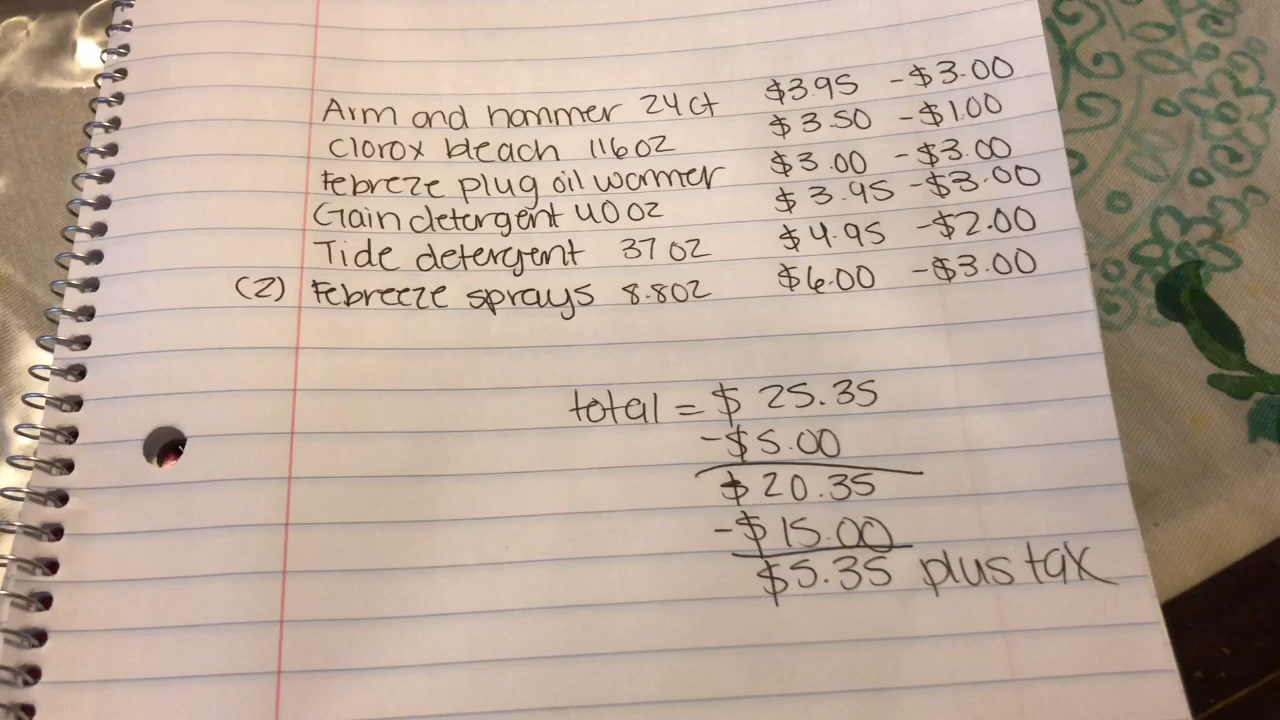 Arm and hammer 24ct $3.95 -$3.00
Clorox bleach 116oz $3.50 -$1.00
Febreze plug oil warmer $3.00 -$3.00
Gain detergent 40oz $3.95 -$3.00
Tide detergent 37oz $4.95 -$2.00
(2) Febreeze sprays 8.8oz $6.00 -$3.00
total = $25.35
-$5.00
$20.35
-$15.00
$5.35 plus tax